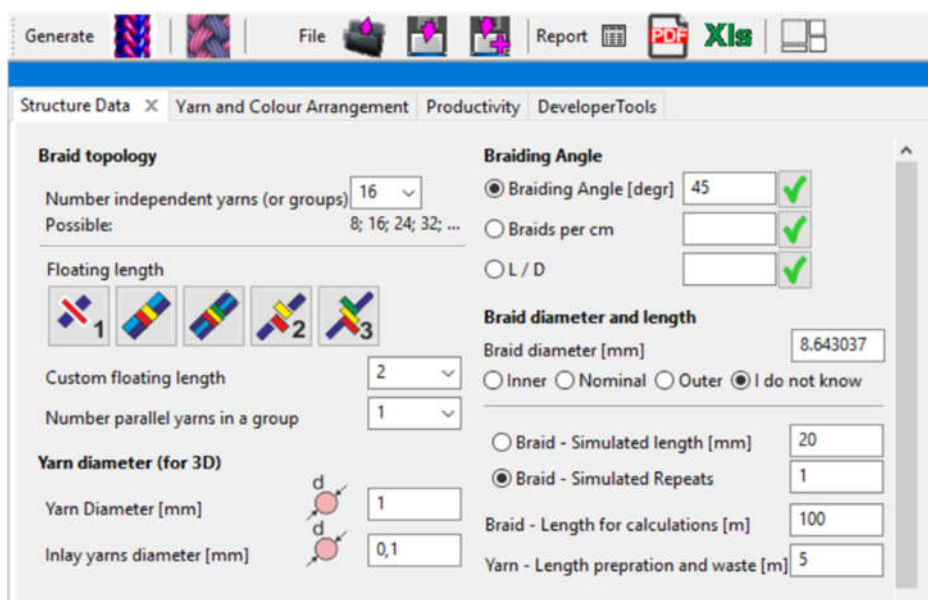 Generate File Report PDF Xls
Structure Data X Yarn and Colour Arrangement Productivity DeveloperTools
Braid topology
Number independent yarns (or groups) 16
Possible: 8; 16; 24; 32; ...
Floating length
1 2 3
Custom floating length 2
Number parallel yarns in a group 1
Yarn diameter (for 3D)
d
Yarn Diameter [mm] 1
d
Inlay yarns diameter [mm] 0,1
Braiding Angle
Braiding Angle [degr] 45
Braids per cm
L / D
Braid diameter and length
Braid diameter [mm] 8.643037
Inner Nominal Outer I do not know
Braid - Simulated length [mm] 20
Braid - Simulated Repeats 1
Braid - Length for calculations [m] 100
Yarn - Length prepration and waste [m] 5